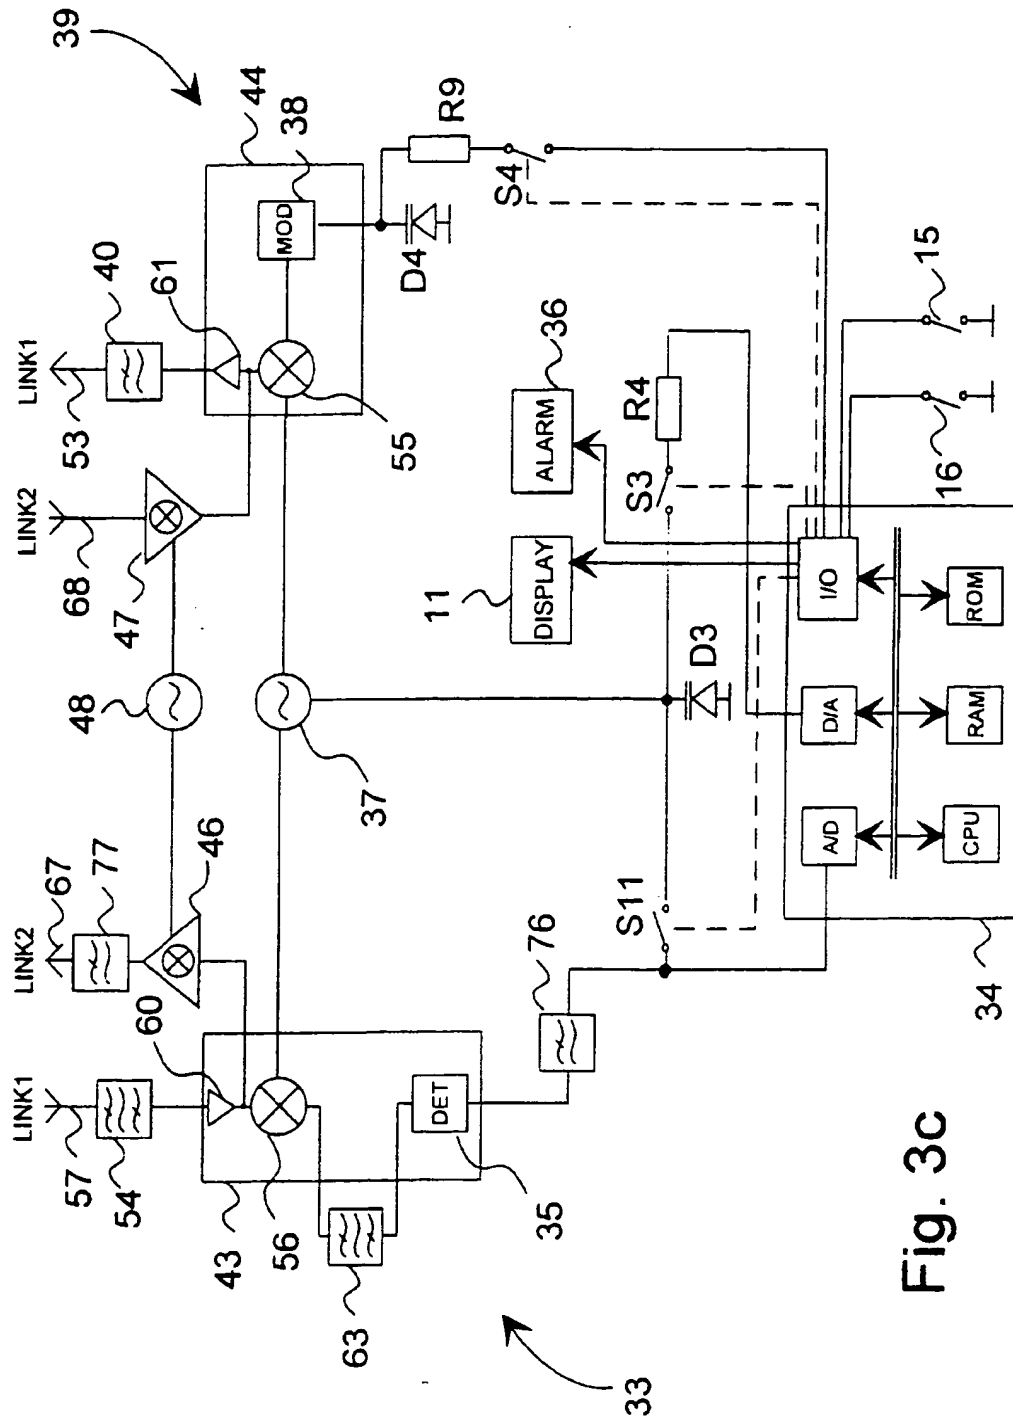 39
LINK1
53
40
61
44
38
MOD
R9
S4
D4
55
LINK2
68
47
48
37
LINK2
67
77
46
LINK1
57
54
60
43
56
63
DET
35
33
76
S11
D3
S3
R4
11
DISPLAY
36
ALARM
15
16
34
A/D
D/A
I/O
CPU
RAM
ROM
Fig. 3c